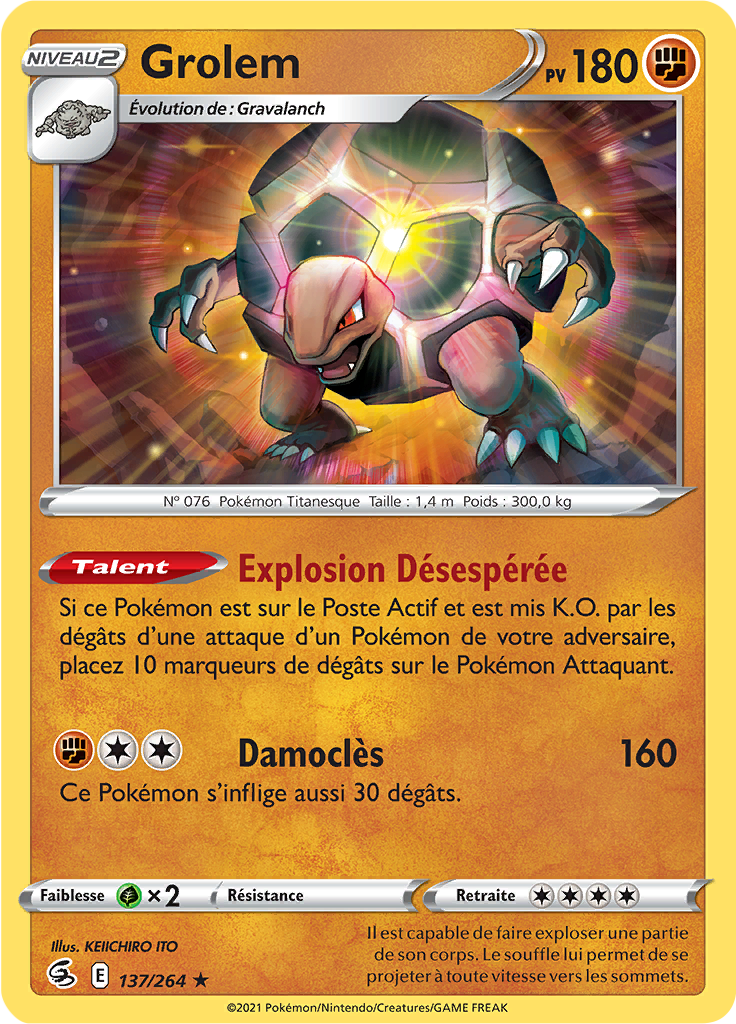 NIVEAU2
Grolem
PV 180
Évolution de : Gravalanch
N° 076 Pokémon Titanesque Taille : 1,4 m Poids : 300,0 kg
Talent Explosion Désespérée
Si ce Pokémon est sur le Poste Actif et est mis K.O. par les
dégâts d’une attaque d’un Pokémon de votre adversaire,
placez 10 marqueurs de dégâts sur le Pokémon Attaquant.
Damoclès 160
Ce Pokémon s’inflige aussi 30 dégâts.
Faiblesse ×2 Résistance Retraite
Illus. KEIICHIRO ITO
E 137/264 ★
Il est capable de faire exploser une partie
de son corps. Le souffle lui permet de se
projeter à toute vitesse vers les sommets.
©2021 Pokémon/Nintendo/Creatures/GAME FREAK